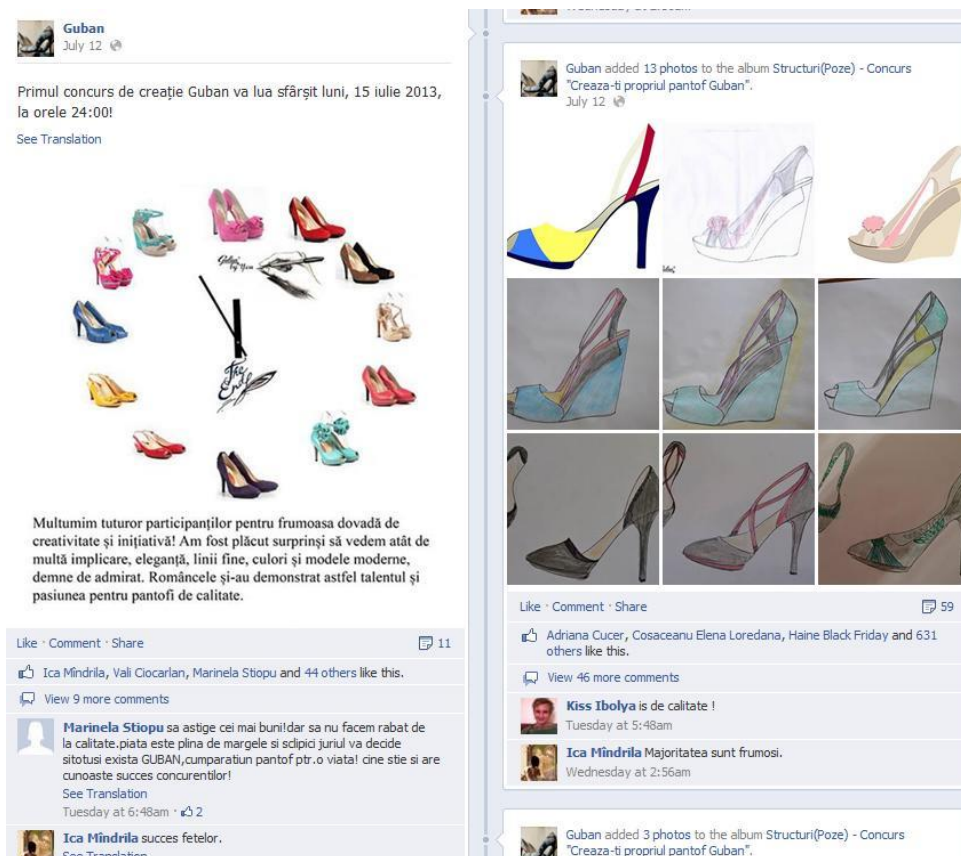 Guban
July 12
Primul concurs de creație Guban va lua sfârșit luni, 15 iulie 2013,
la orele 24:00!
See Translation
Guban
by You
The
End
Multumim tuturor participanților pentru frumoasa dovadă de
creativitate și inițiativă! Am fost plăcut surprinși să vedem atât de
multă implicare, eleganță, linii fine, culori și modele moderne,
demne de admirat. Româncele și-au demonstrat astfel talentul și
pasiunea pentru pantofi de calitate.
Like · Comment · Share
11
Ica Mîndrila, Vali Ciocarlan, Marinela Stiopu and 44 others like this.
View 9 more comments
Marinela Stiopu sa astige cei mai buni!dar sa nu facem rabat de
la calitate.piata este plina de margele si sclipici juriul va decide
sitotusi exista GUBAN,cumparatiun pantof ptr.o viata! cine stie si are
cunoaste succes concurentilor!
See Translation
Tuesday at 6:48am · 2
Ica Mîndrila succes fetelor.
See Translation
Guban added 13 photos to the album Structuri(Poze) - Concurs
"Creaza-ti propriul pantof Guban".
July 12
Like · Comment · Share
59
Adriana Cucer, Cosaceanu Elena Loredana, Haine Black Friday and 631
others like this.
View 46 more comments
Kiss Ibolya is de calitate !
Tuesday at 5:48am
Ica Mîndrila Majoritatea sunt frumosi.
Wednesday at 2:56am
Guban added 3 photos to the album Structuri(Poze) - Concurs
"Creaza-ti propriul pantof Guban".